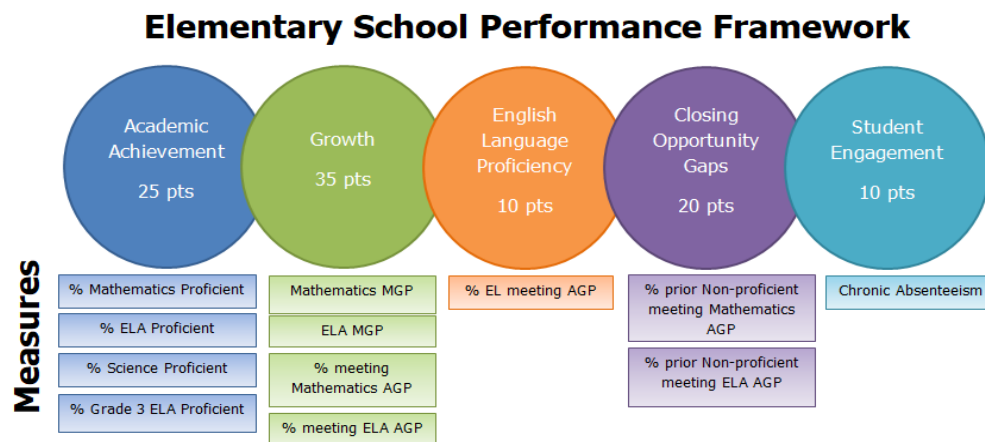 Elementary School Performance Framework
Academic
Achievement
25 pts
Growth
35 pts
English
Language
Proficiency
10 pts
Closing
Opportunity
Gaps
20 pts
Student
Engagement
10 pts
Measures
% Mathematics Proficient
% ELA Proficient
% Science Proficient
% Grade 3 ELA Proficient
Mathematics MGP
ELA MGP
% meeting
Mathematics AGP
% meeting ELA AGP
% EL meeting AGP
% prior Non-proficient
meeting Mathematics
AGP
% prior Non-proficient
meeting ELA AGP
Chronic Absenteeism